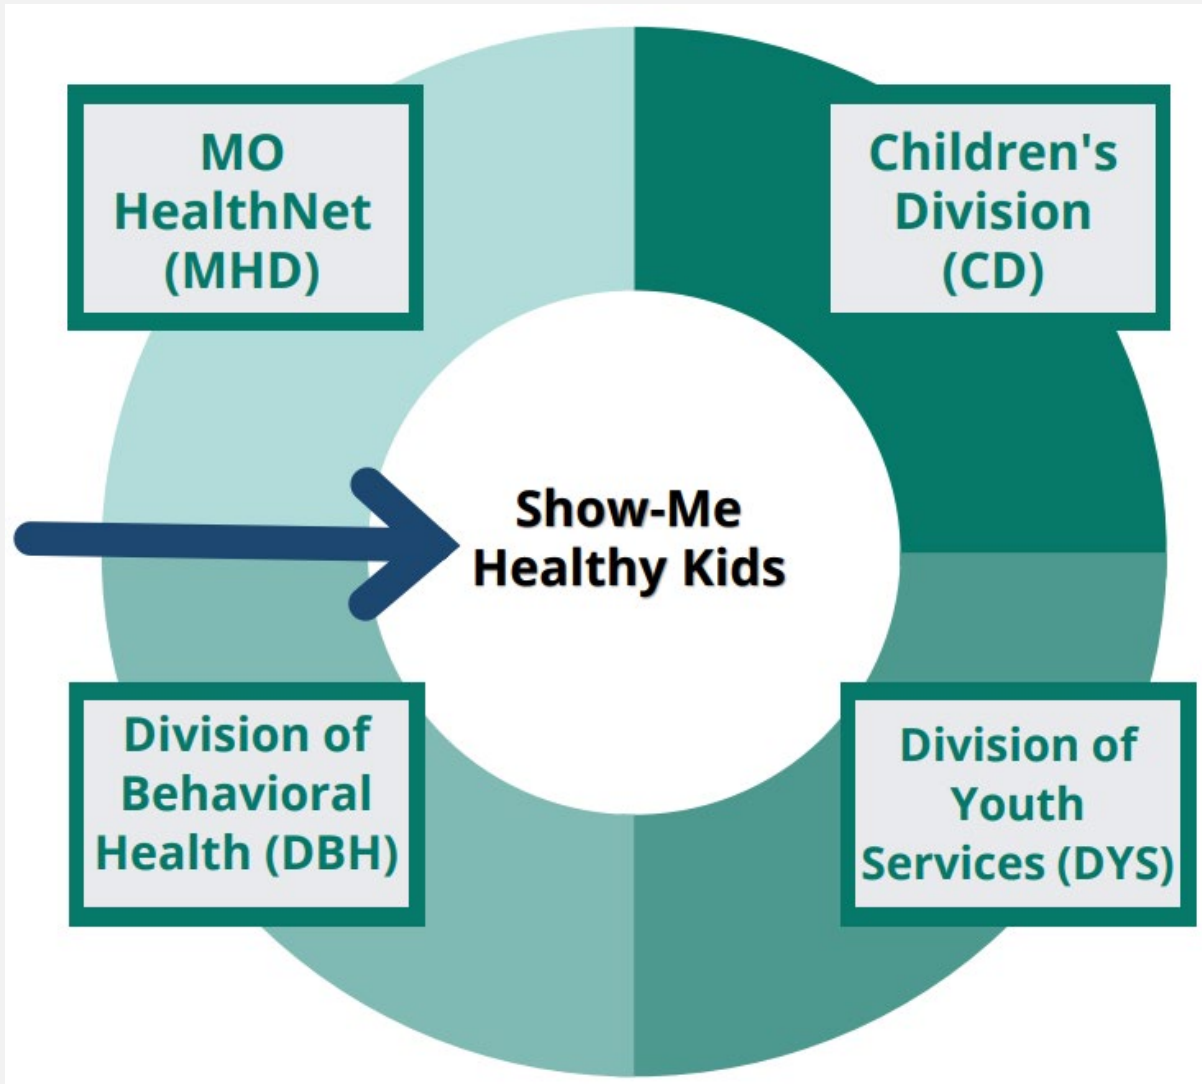 MO
HealthNet
(MHD)
Children's
Division
(CD)
Show-Me
Healthy Kids
Division of
Behavioral
Health (DBH)
Division of
Youth
Services (DYS)